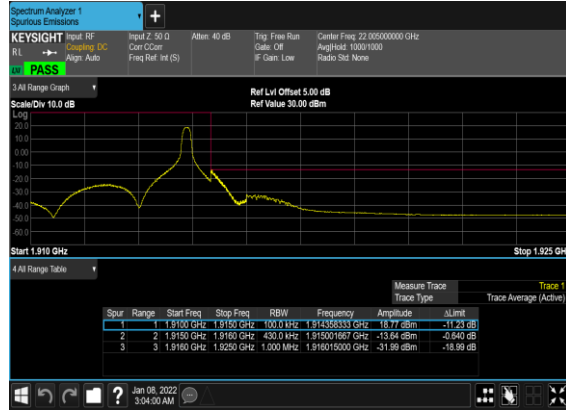 Spectrum Analyzer 1
Spurious Emissions
KEYSIGHT Input: RF Input Z: 50 Ω Atten: 40 dB Trig: Free Run Center Freq: 22.005000000 GHz
RL Coupling: DC Corr CCorr Gate: Off Avg|Hold: 1000/1000
Align: Auto Freq Ref: Int (S) IF Gain: Low Radio Std: None
PASS
3 All Range Graph
Ref Lvl Offset 5.00 dB
Scale/Div 10.0 dB Ref Value 30.00 dBm
Log
20.0
10.0
0.00
-10.0
-20.0
-30.0
-40.0
-50.0
-60.0
Start 1.910 GHz Stop 1.925 GH
4 All Range Table
Measure Trace Trace 1
Trace Type Trace Average (Active)
Spur Range Start Freq Stop Freq RBW Frequency Amplitude ΔLimit
1 1 1.9100 GHz 1.9150 GHz 100.0 kHz 1.914358333 GHz 18.77 dBm -11.23 dB
2 2 1.9150 GHz 1.9160 GHz 430.0 kHz 1.915001667 GHz -13.64 dBm -0.640 dB
3 3 1.9160 GHz 1.9250 GHz 1.000 MHz 1.916015000 GHz -31.99 dBm -18.99 dB
? Jan 08, 2022
3:04:00 AM